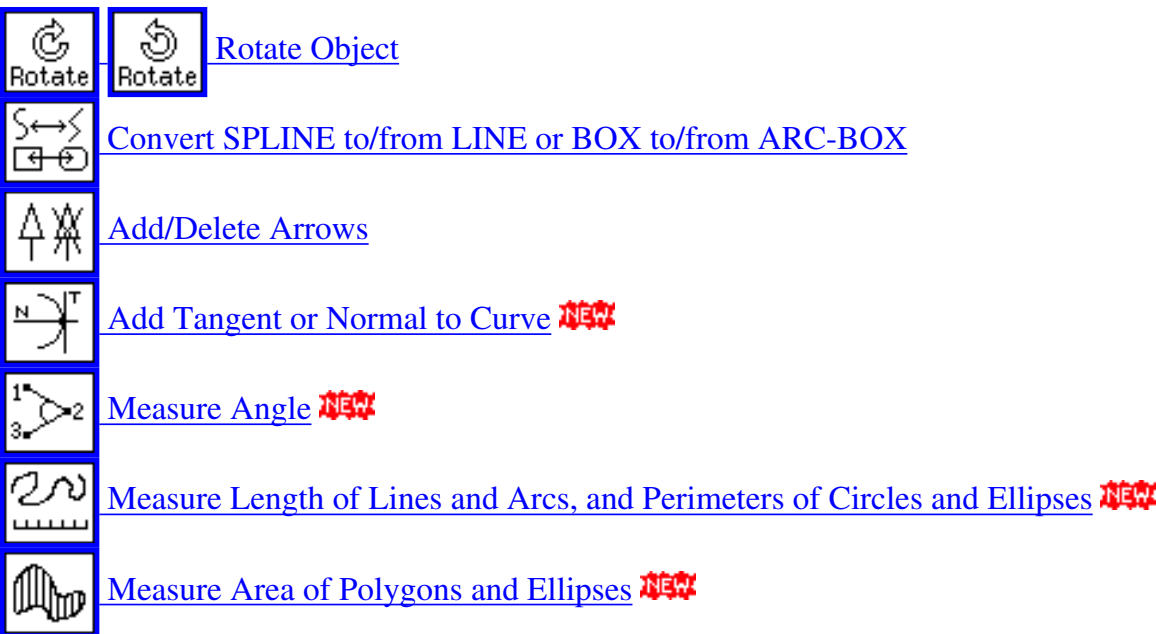 Rotate Rotate Rotate Object
Convert SPLINE to/from LINE or BOX to/from ARC-BOX
Add/Delete Arrows
N T Add Tangent or Normal to Curve NEW!
1 2 3 Measure Angle NEW!
Measure Length of Lines and Arcs, and Perimeters of Circles and Ellipses NEW!
Measure Area of Polygons and Ellipses NEW!